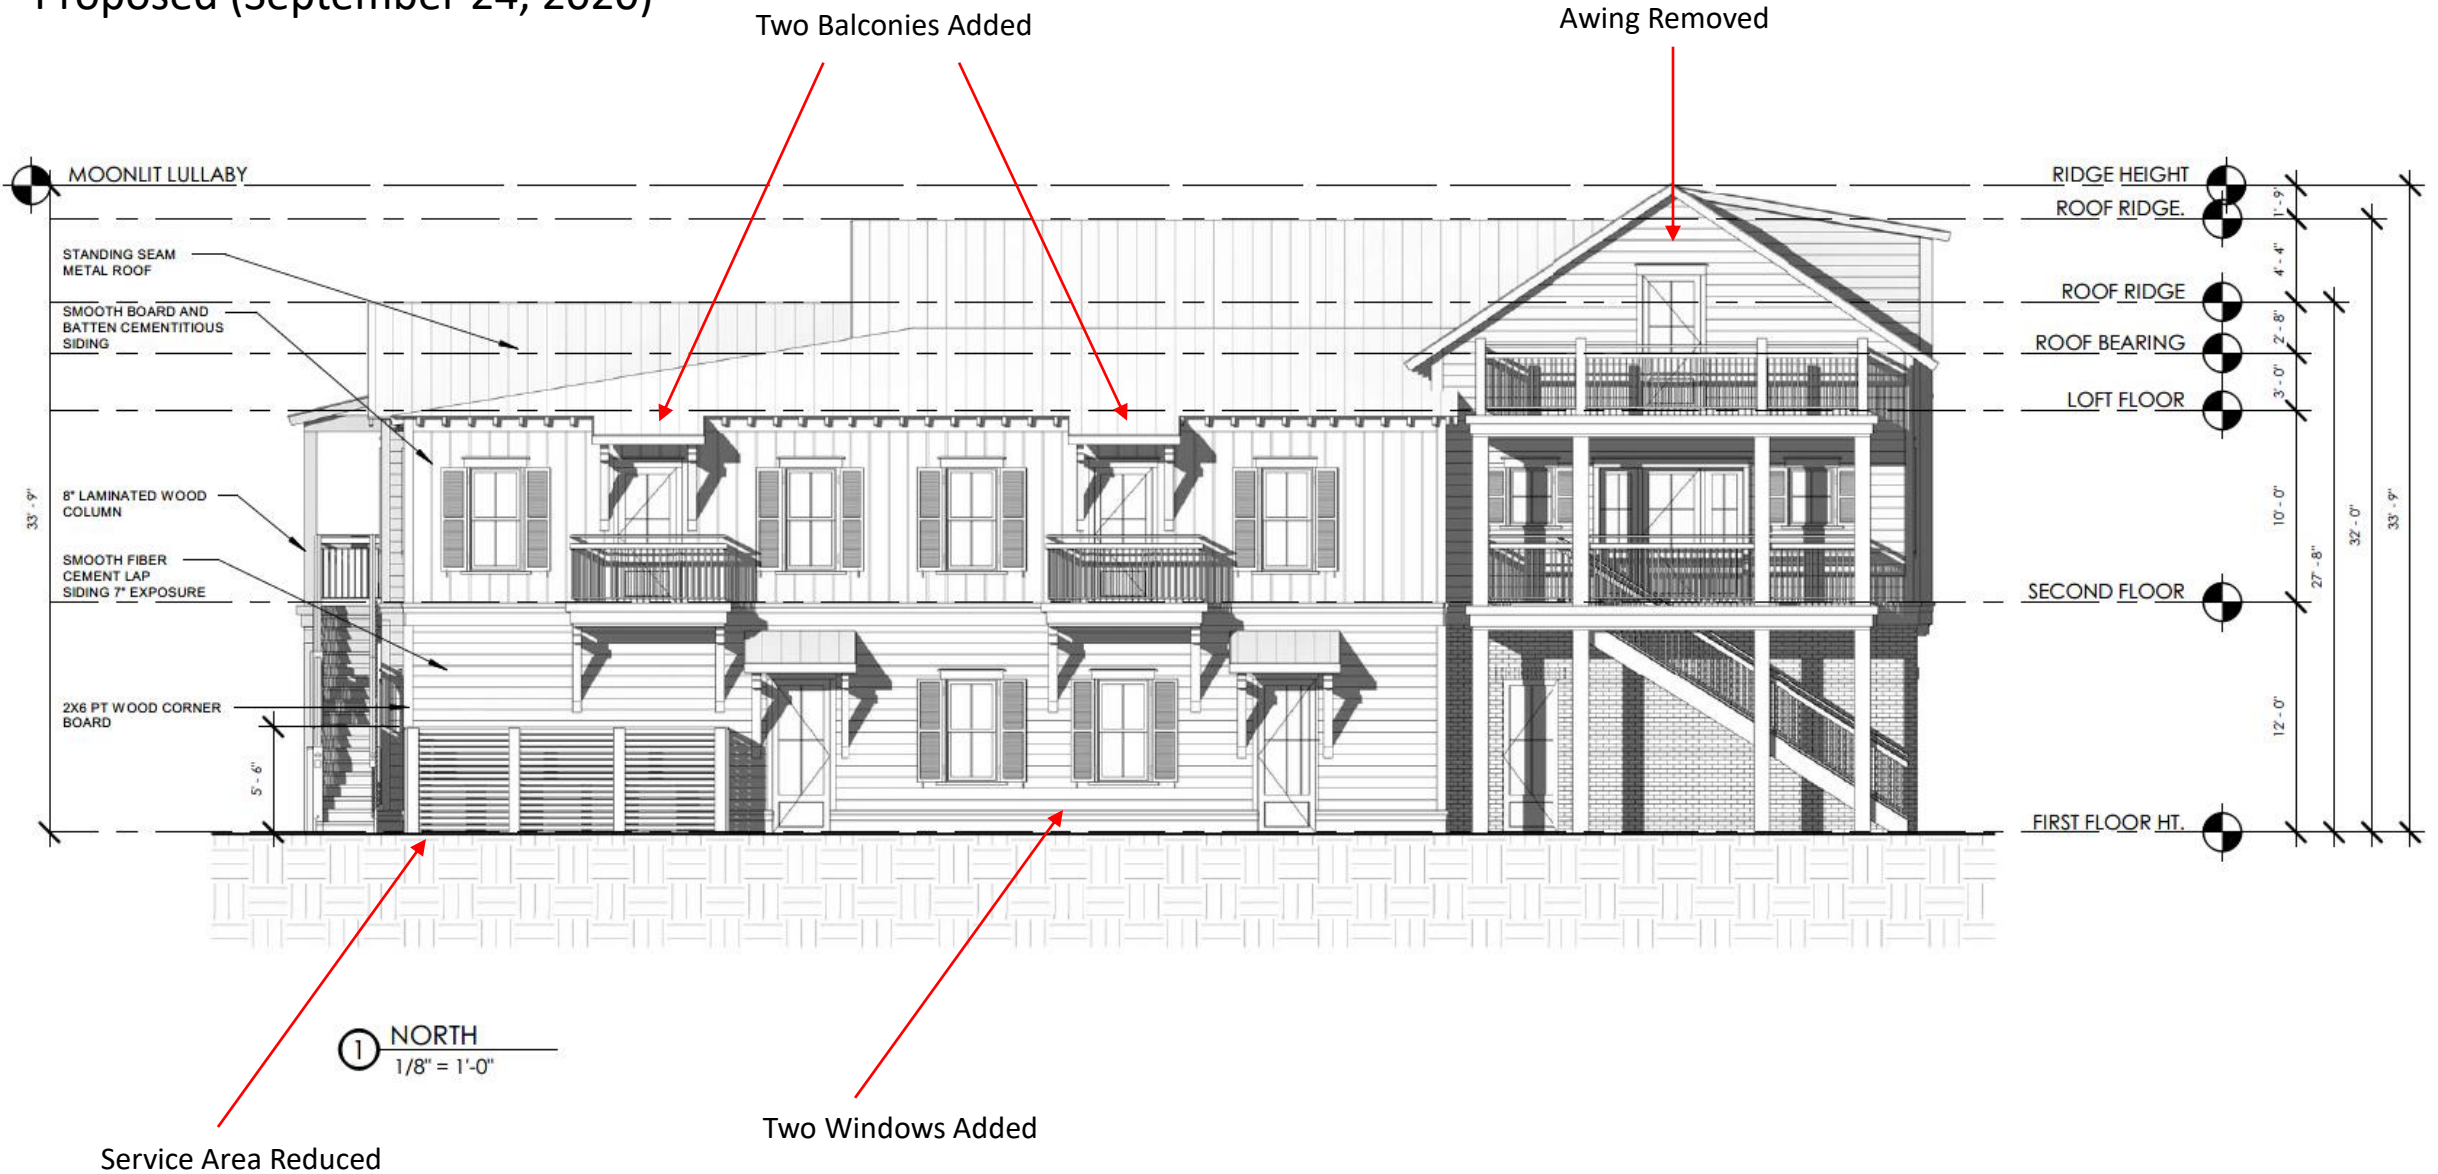 Proposed (September 24, 2020)
Two Balconies Added
Awing Removed
MOONLIT LULLABY
STANDING SEAM
METAL ROOF
SMOOTH BOARD AND
BATTEN CEMENTITIOUS
SIDING
8" LAMINATED WOOD
COLUMN
SMOOTH FIBER
CEMENT LAP
SIDING 7" EXPOSURE
2X6 PT WOOD CORNER
BOARD
33' - 9"
5' - 6"
RIDGE HEIGHT
ROOF RIDGE.
ROOF RIDGE
ROOF BEARING
LOFT FLOOR
SECOND FLOOR
FIRST FLOOR HT.
1' - 9"
4' - 4"
2' - 8"
3' - 0"
10' - 0"
12' - 0"
27' - 8"
32' - 0"
33' - 9"
1 NORTH
1/8" = 1'-0"
Two Windows Added
Service Area Reduced